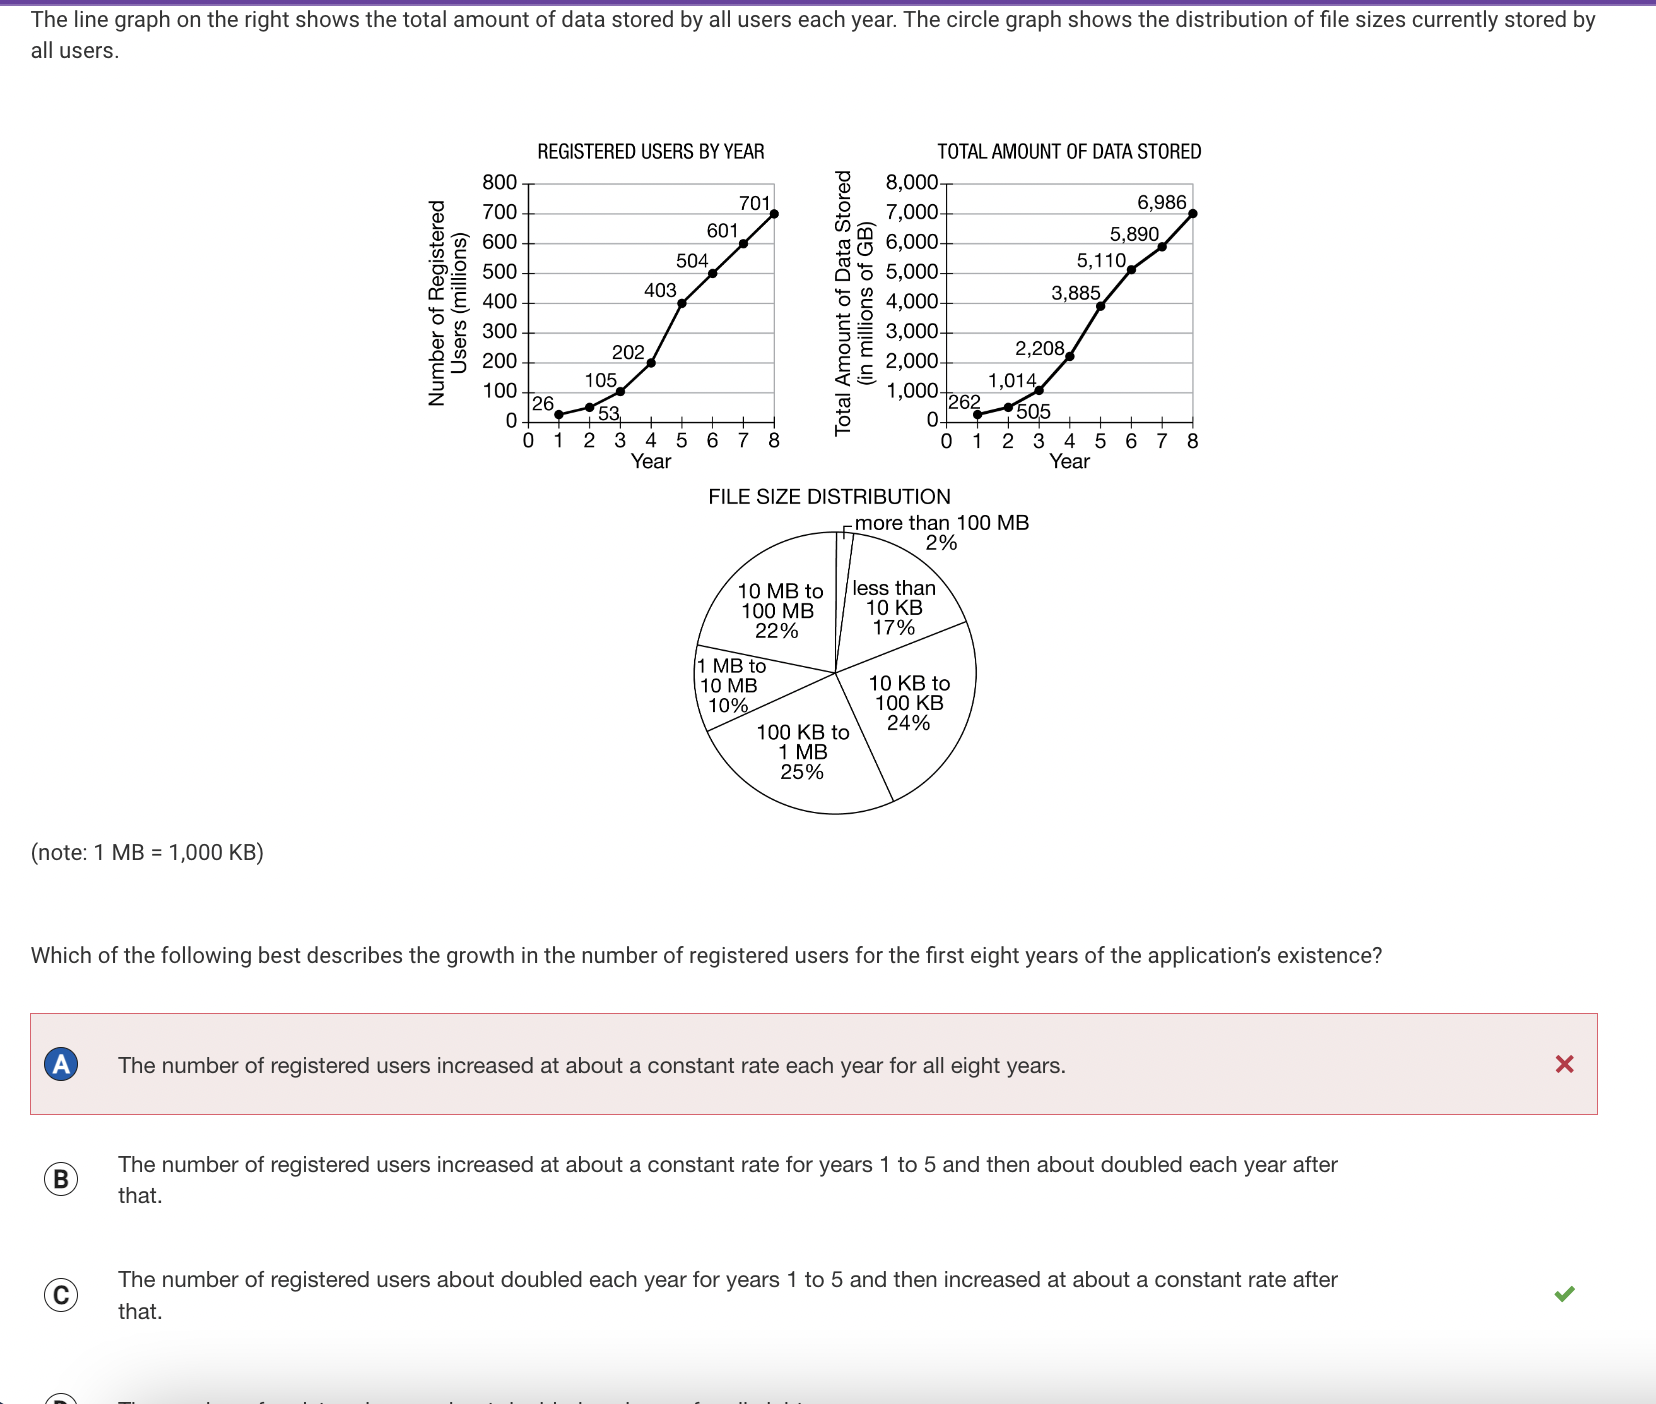 The line graph on the right shows the total amount of data stored by all users each year. The circle graph shows the distribution of file sizes currently stored by
all users.
REGISTERED USERS BY YEAR
Number of Registered
Users (millions)
800
700
600
500
400
300
200
100
0
26
53
105
202
403
504
601
701
0 1 2 3 4 5 6 7 8
Year
TOTAL AMOUNT OF DATA STORED
Total Amount of Data Stored
(in millions of GB)
8,000
7,000
6,000
5,000
4,000
3,000
2,000
1,000
0
262
505
1,014
2,208
3,885
5,110
5,890
6,986
0 1 2 3 4 5 6 7 8
Year
FILE SIZE DISTRIBUTION
more than 100 MB
2%
less than
10 KB
17%
10 KB to
100 KB
24%
100 KB to
1 MB
25%
1 MB to
10 MB
10%
10 MB to
100 MB
22%
(note: 1 MB = 1,000 KB)
Which of the following best describes the growth in the number of registered users for the first eight years of the application's existence?
A The number of registered users increased at about a constant rate each year for all eight years.
B The number of registered users increased at about a constant rate for years 1 to 5 and then about doubled each year after
that.
C The number of registered users about doubled each year for years 1 to 5 and then increased at about a constant rate after
that.